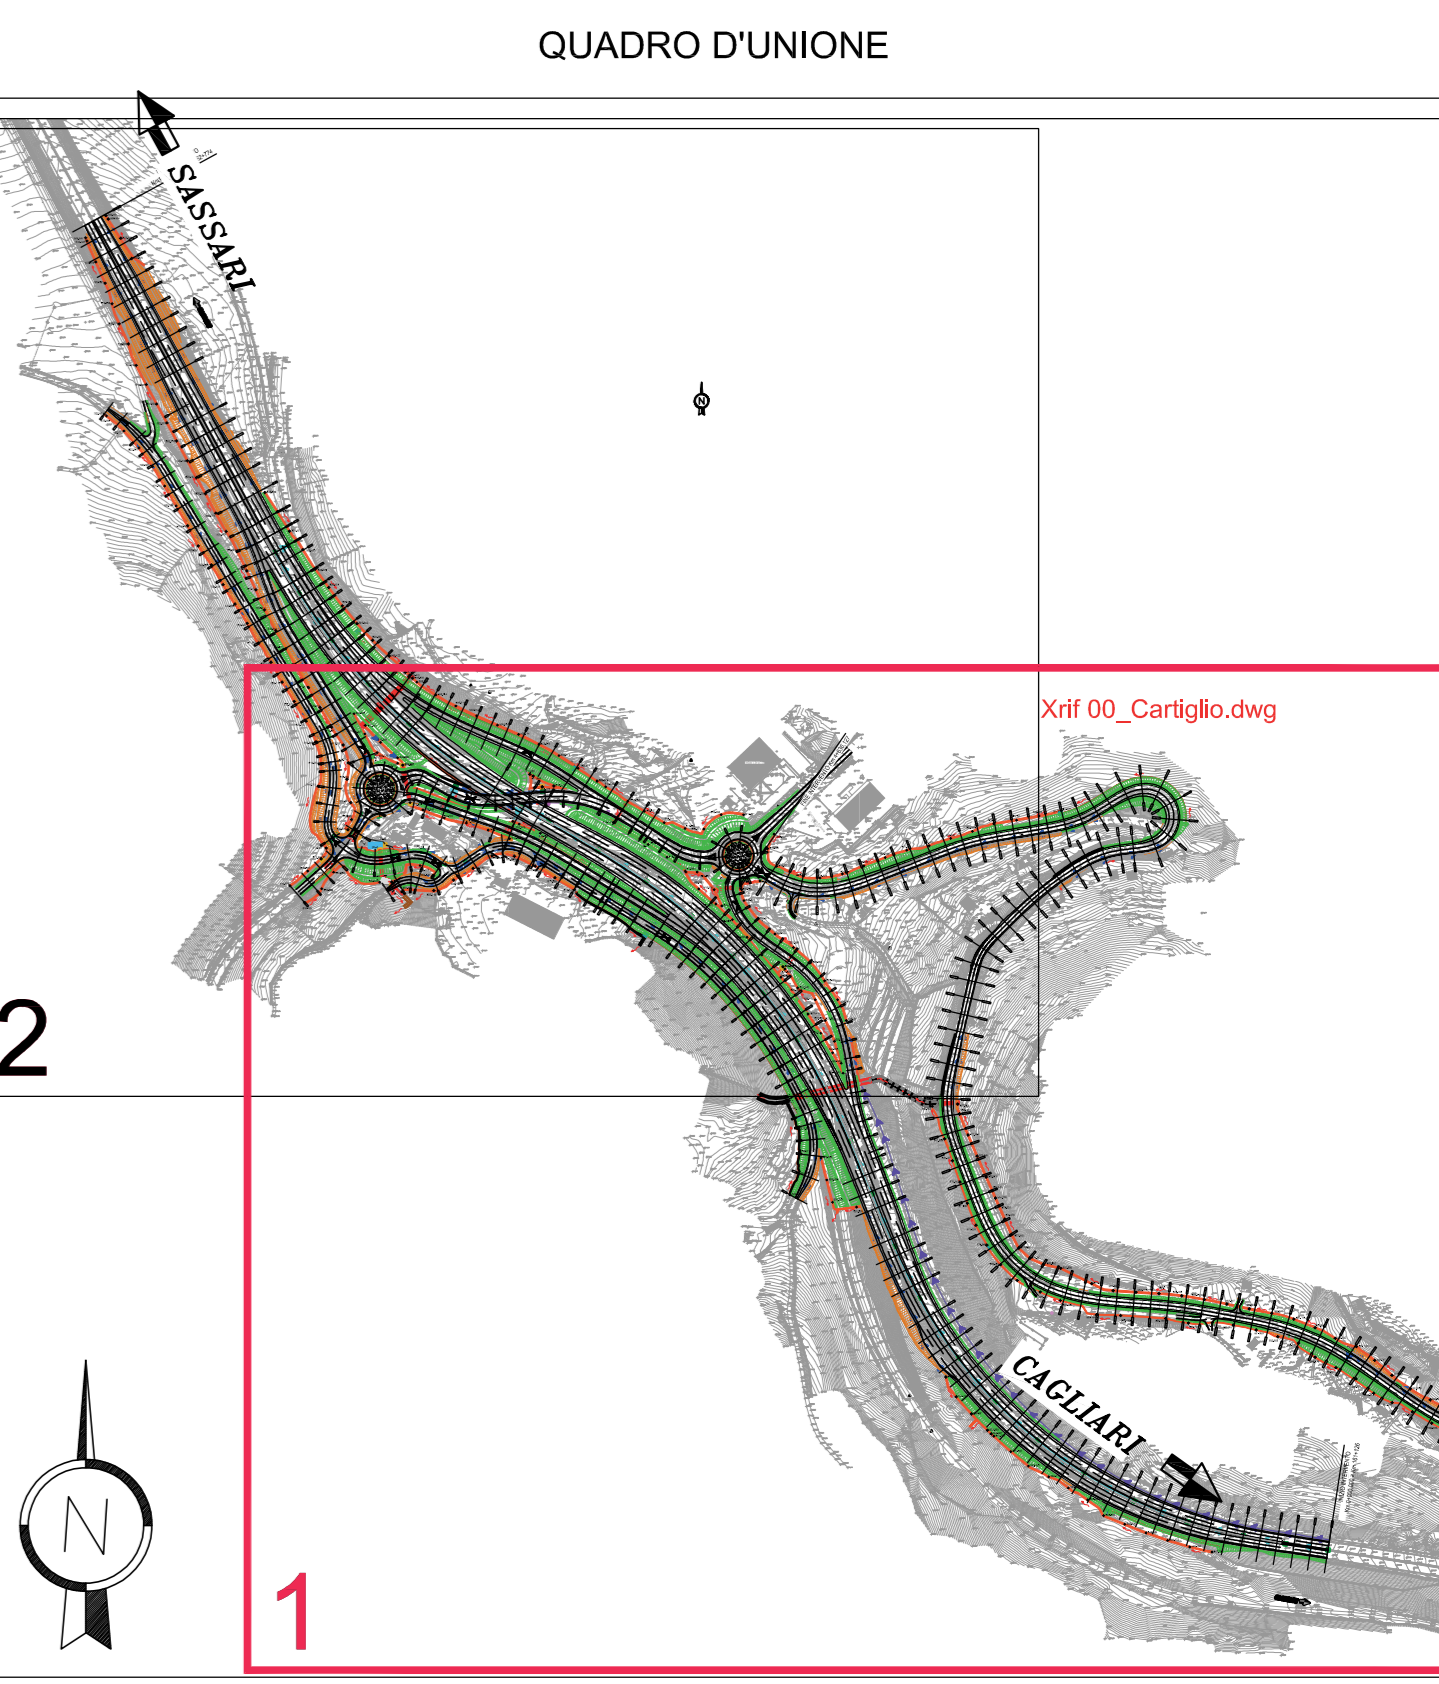 QUADRO D'UNIONE
SASSARI
N
Xrif 00_Cartiglio.dwg
2
CAGLIARI
N
1